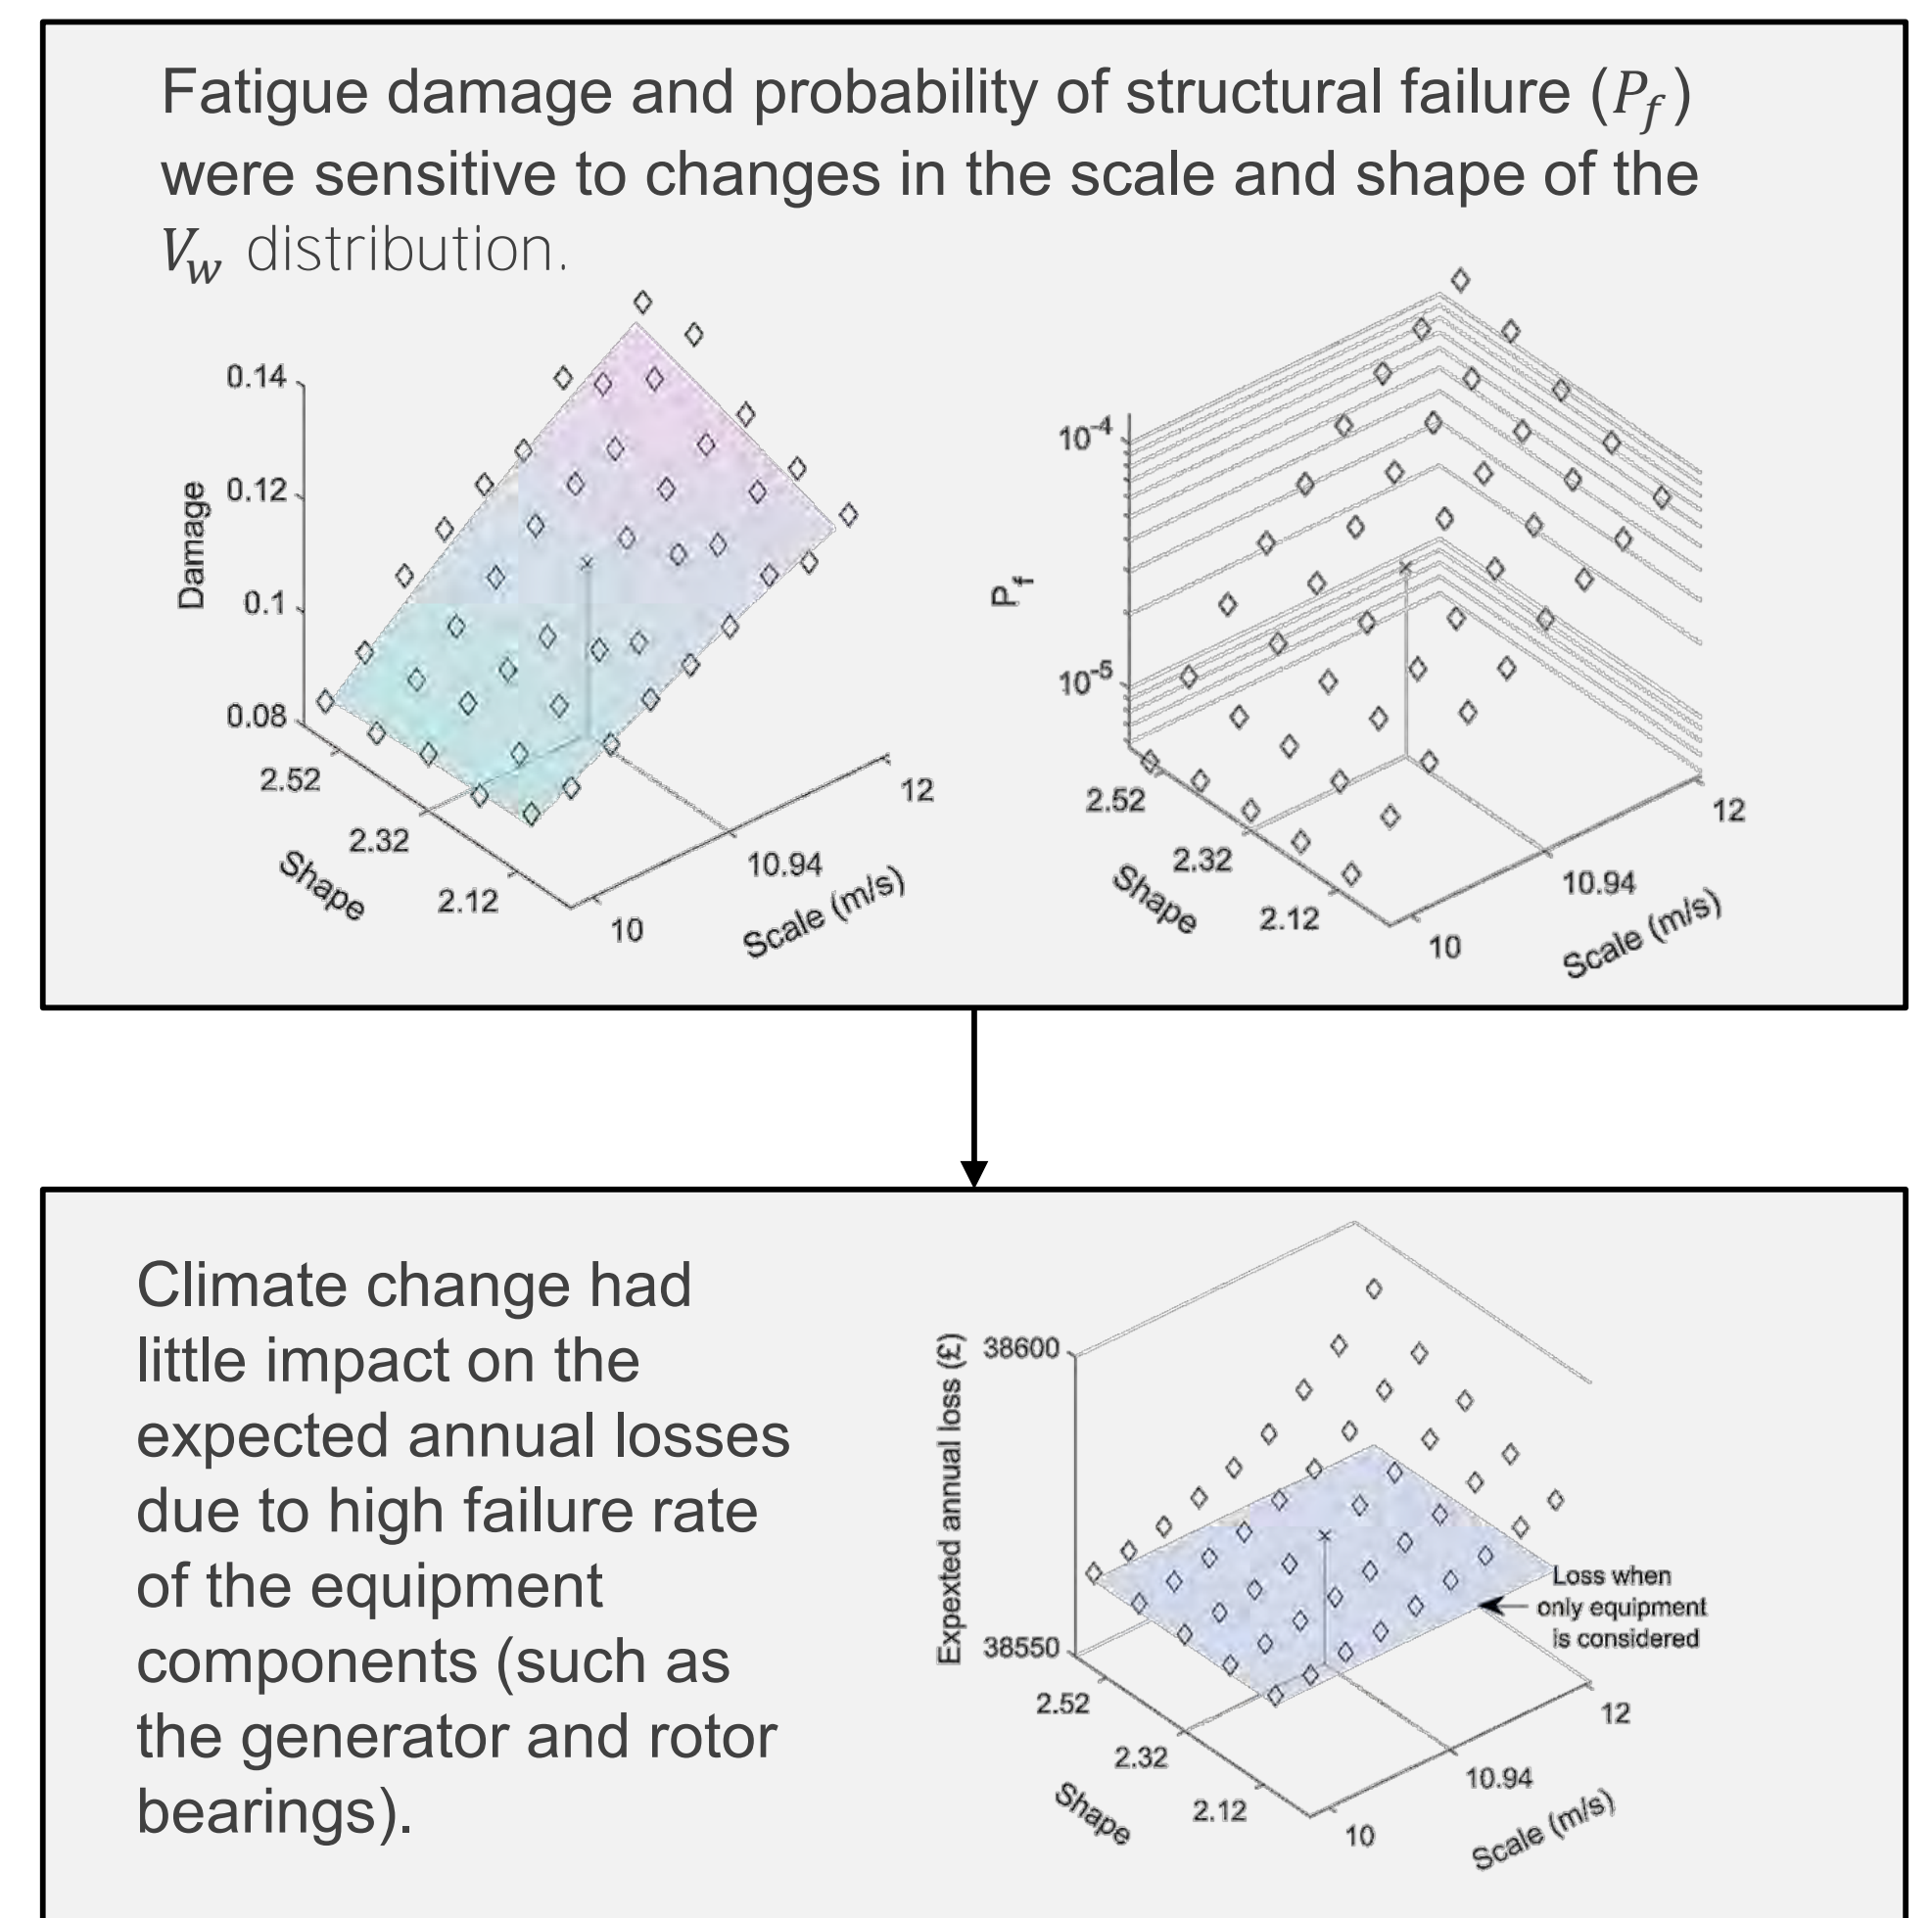 Fatigue damage and probability of structural failure (P_f)
were sensitive to changes in the scale and shape of the
V_w distribution.
0.14
0.12
0.1
0.08
Damage
2.52
2.32
2.12
Shape
10
10.94
12
Scale (m/s)
10^-4
10^-5
P_f
2.52
2.32
2.12
Shape
10
10.94
12
Scale (m/s)
Climate change had
little impact on the
expected annual losses
due to high failure rate
of the equipment
components (such as
the generator and rotor
bearings).
38600
38550
Expexted annual loss (£)
2.52
2.32
2.12
Shape
10
10.94
12
Scale (m/s)
Loss when
only equipment
is considered